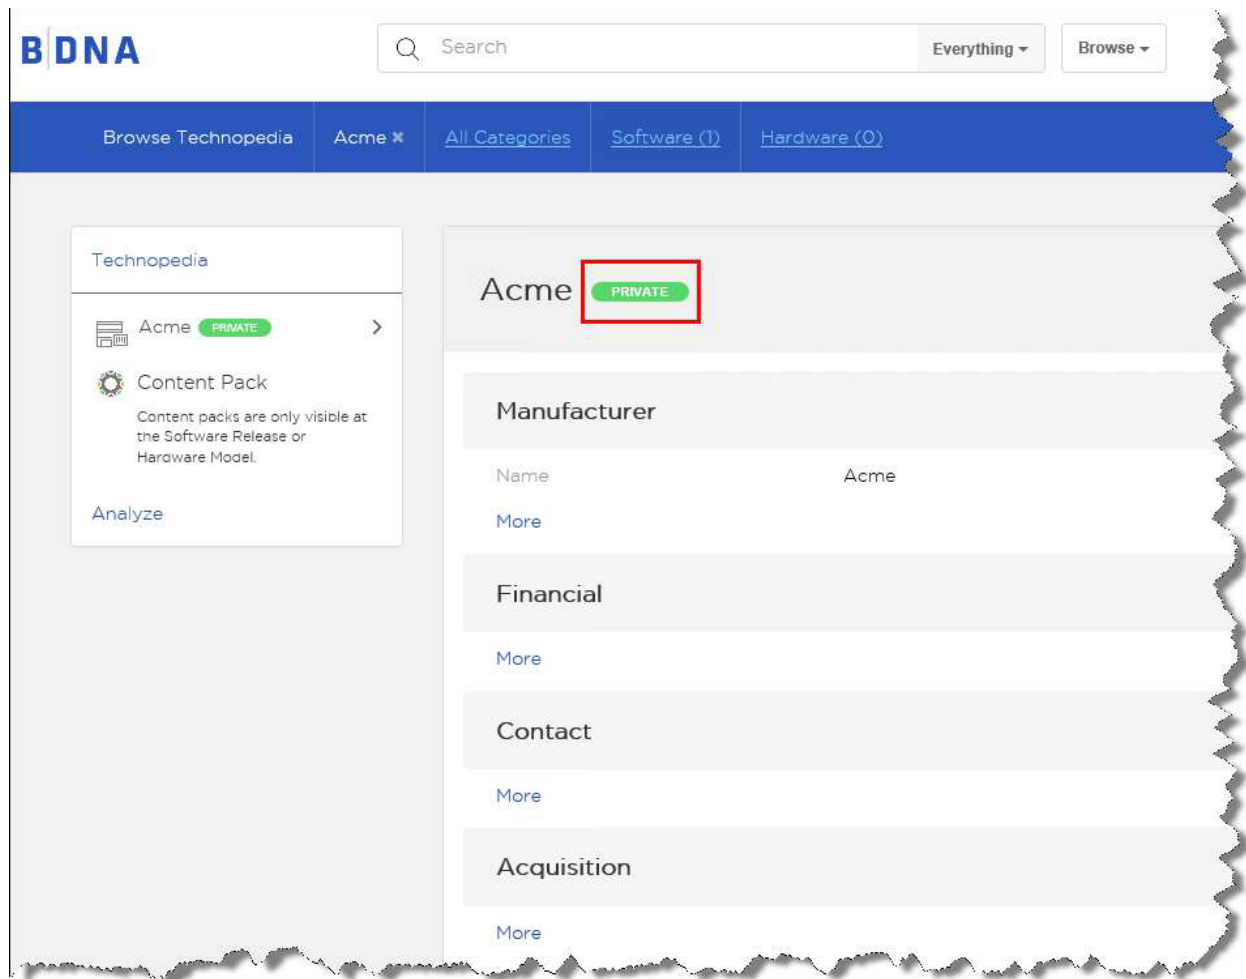 BDNA
Search Everything Browse
Browse Technopedia Acme All Categories Software (1) Hardware (0)
Technopedia
Acme PRIVATE
Content Pack
Content packs are only visible at
the Software Release or
Hardware Model.
Analyze
Acme PRIVATE
Manufacturer
Name Acme
More
Financial
More
Contact
More
Acquisition
More